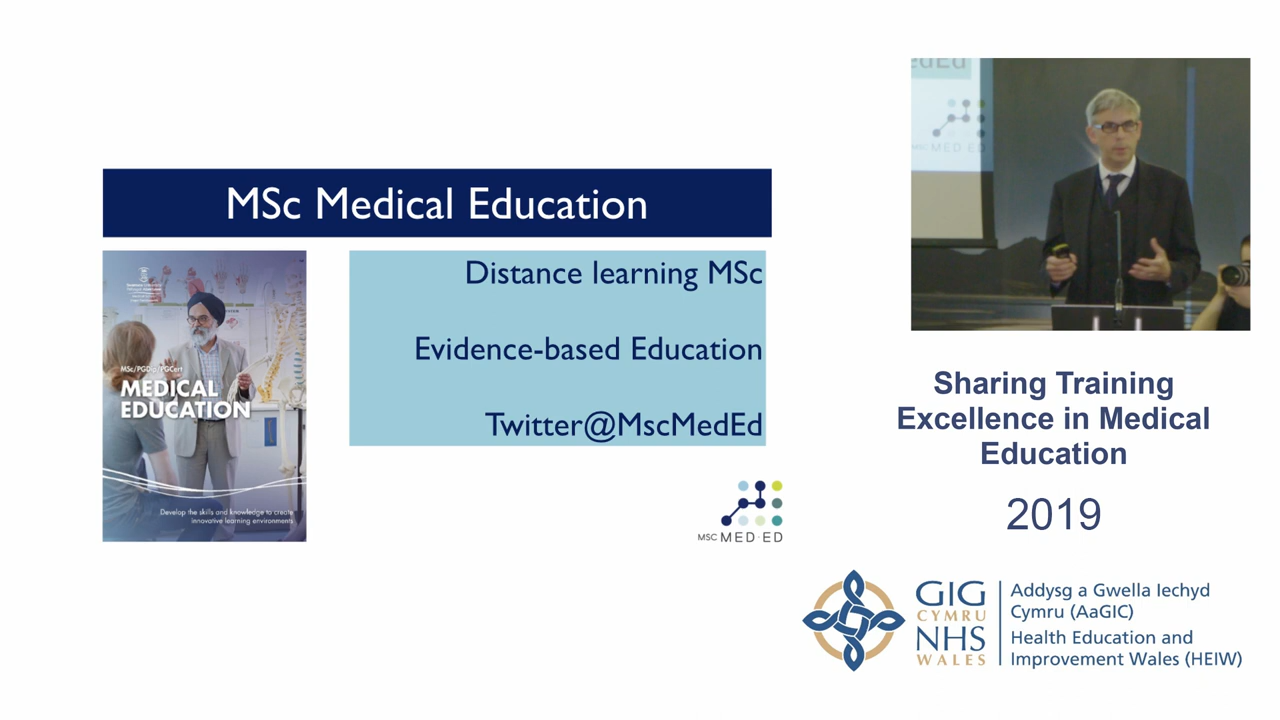 MSc Medical Education
MSc/PGDip/PGCert
MEDICAL
EDUCATION
Develop the skills and knowledge to create
innovative learning environments
Distance learning MSc
Evidence-based Education
Twitter@MscMedEd
MSC MED·ED
MED·ED
Sharing Training
Excellence in Medical
Education
2019
GIG
CYMRU
NHS
WALES
Addysg a Gwella Iechyd
Cymru (AaGIC)
Health Education and
Improvement Wales (HEIW)